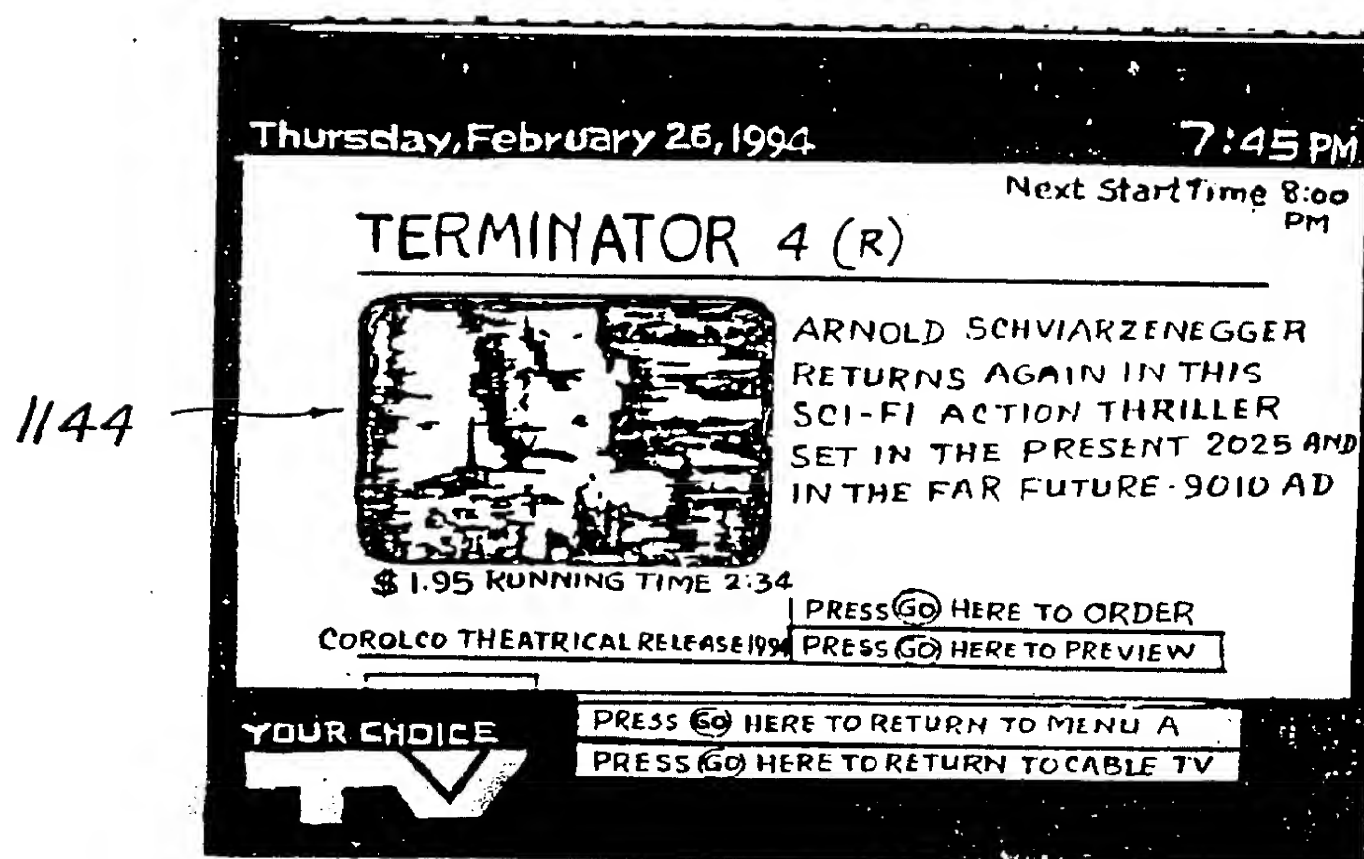 Thursday, February 26, 1994 7:45 PM
Next Start Time 8:00
PM
TERMINATOR 4 (R)
ARNOLD SCHVIARZENEGGER
RETURNS AGAIN IN THIS
SCI-FI ACTION THRILLER
SET IN THE PRESENT 2025 AND
IN THE FAR FUTURE - 9010 AD
1144
$ 1.95 RUNNING TIME 2:34
PRESS GO HERE TO ORDER
COROLCO THEATRICAL RELEASE 1994 PRESS GO HERE TO PREVIEW
YOUR CHOICE
TV
PRESS GO HERE TO RETURN TO MENU A
PRESS GO HERE TO RETURN TO CABLE TV